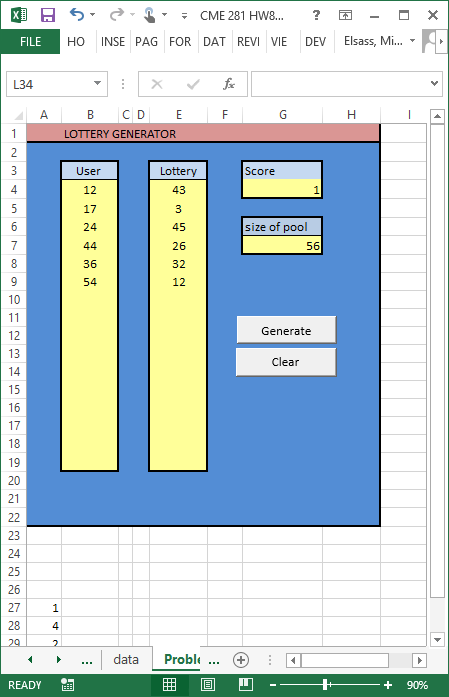 CME 281 HW8... ?
FILE HO INSE PAG FOR DAT REVI VIE DEV Elsass, Mi...
L34 fx
A B C D E F G H I
1 LOTTERY GENERATOR
2
3 User Lottery Score
4 12 43 1
5 17 3
6 24 45 size of pool
7 44 26 56
8 36 32
9 54 12
10
11
12 Generate
13
14 Clear
15
16
17
18
19
20
21
22
23
24
25
26
27 1
28 4
29 2
... data Proble ...
READY 90%